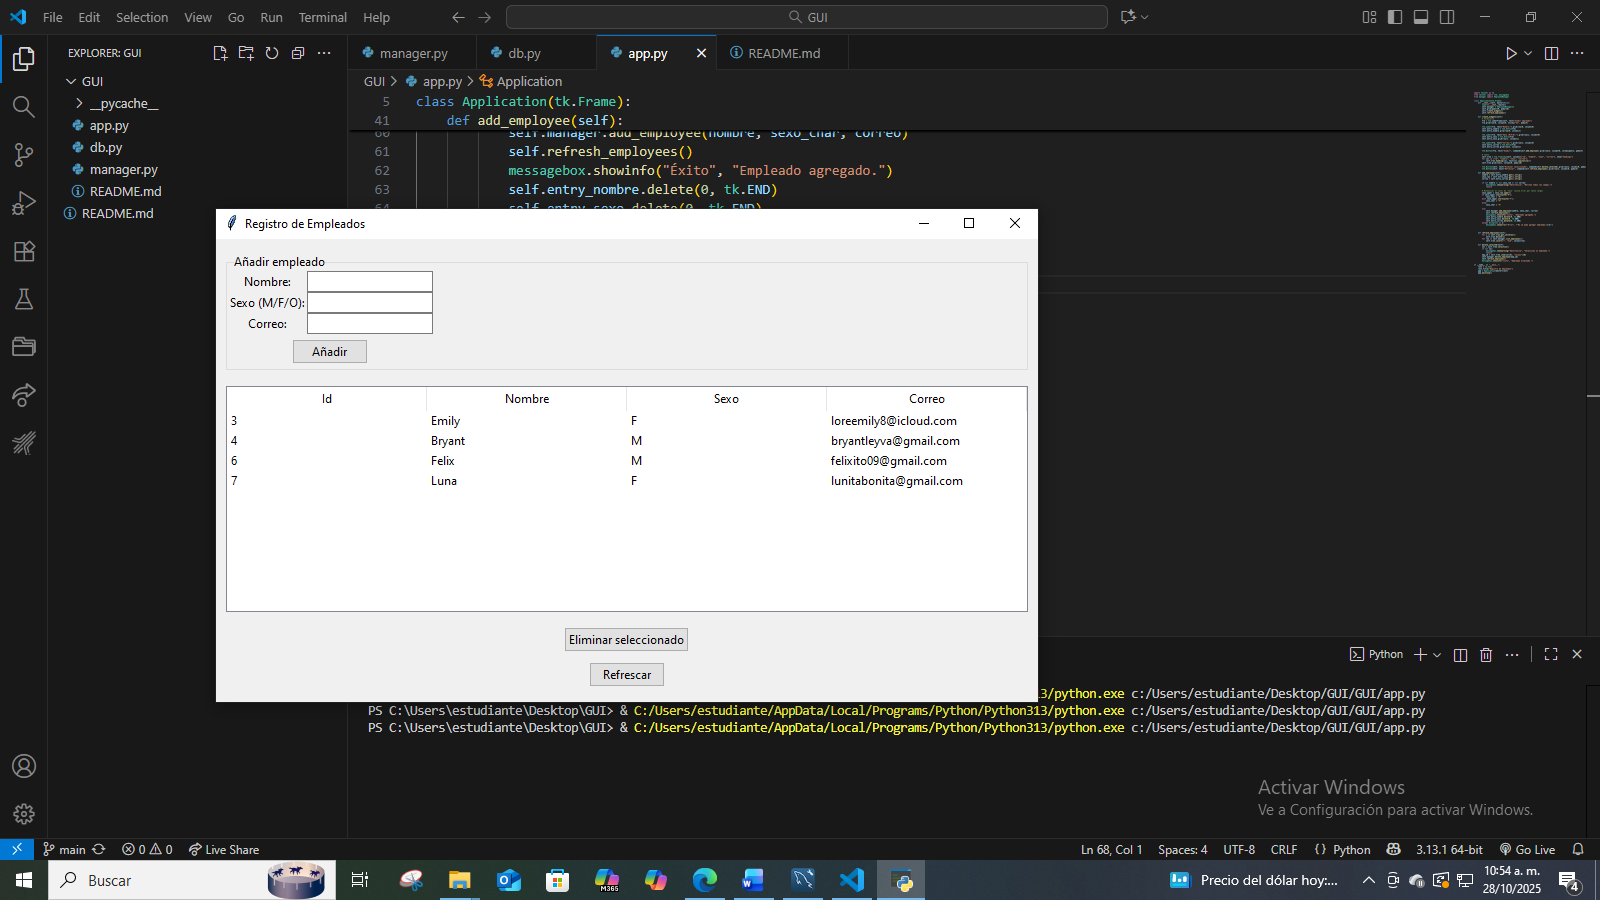 File Edit Selection View Go Run Terminal Help
GUI
EXPLORER: GUI
GUI
__pycache__
app.py
db.py
manager.py
README.md
README.md
manager.py
db.py
app.py
README.md
GUI > app.py > Application
5 class Application(tk.Frame):
41 def add_employee(self):
60 self.manager.add_employee(nombre, sexo_char, correo)
61 self.refresh_employees()
62 messagebox.showinfo("Éxito", "Empleado agregado.")
63 self.entry_nombre.delete(0, tk.END)
64 self.entry_sexo.delete(0, tk.END)
Registro de Empleados
Añadir empleado
Nombre:
Sexo (M/F/O):
Correo:
Añadir
Id Nombre Sexo Correo
3 Emily F loreemily8@icloud.com
4 Bryant M bryantleyva@gmail.com
6 Felix M felixito09@gmail.com
7 Luna F lunitabonita@gmail.com
Eliminar seleccionado
Refrescar
Python
13/python.exe c:/Users/estudiante/Desktop/GUI/GUI/app.py
PS C:\Users\estudiante\Desktop\GUI> & C:/Users/estudiante/AppData/Local/Programs/Python/Python313/python.exe c:/Users/estudiante/Desktop/GUI/GUI/app.py
PS C:\Users\estudiante\Desktop\GUI> & C:/Users/estudiante/AppData/Local/Programs/Python/Python313/python.exe c:/Users/estudiante/Desktop/GUI/GUI/app.py
Activar Windows
Ve a Configuración para activar Windows.
main 0 0 Live Share
Ln 68, Col 1 Spaces: 4 UTF-8 CRLF {} Python 3.13.1 64-bit Go Live
Buscar
M365
Precio del dólar hoy:...
10:54 a. m.
28/10/2025
4